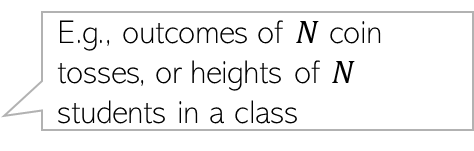 E.g., outcomes of N coin
tosses, or heights of N
students in a class